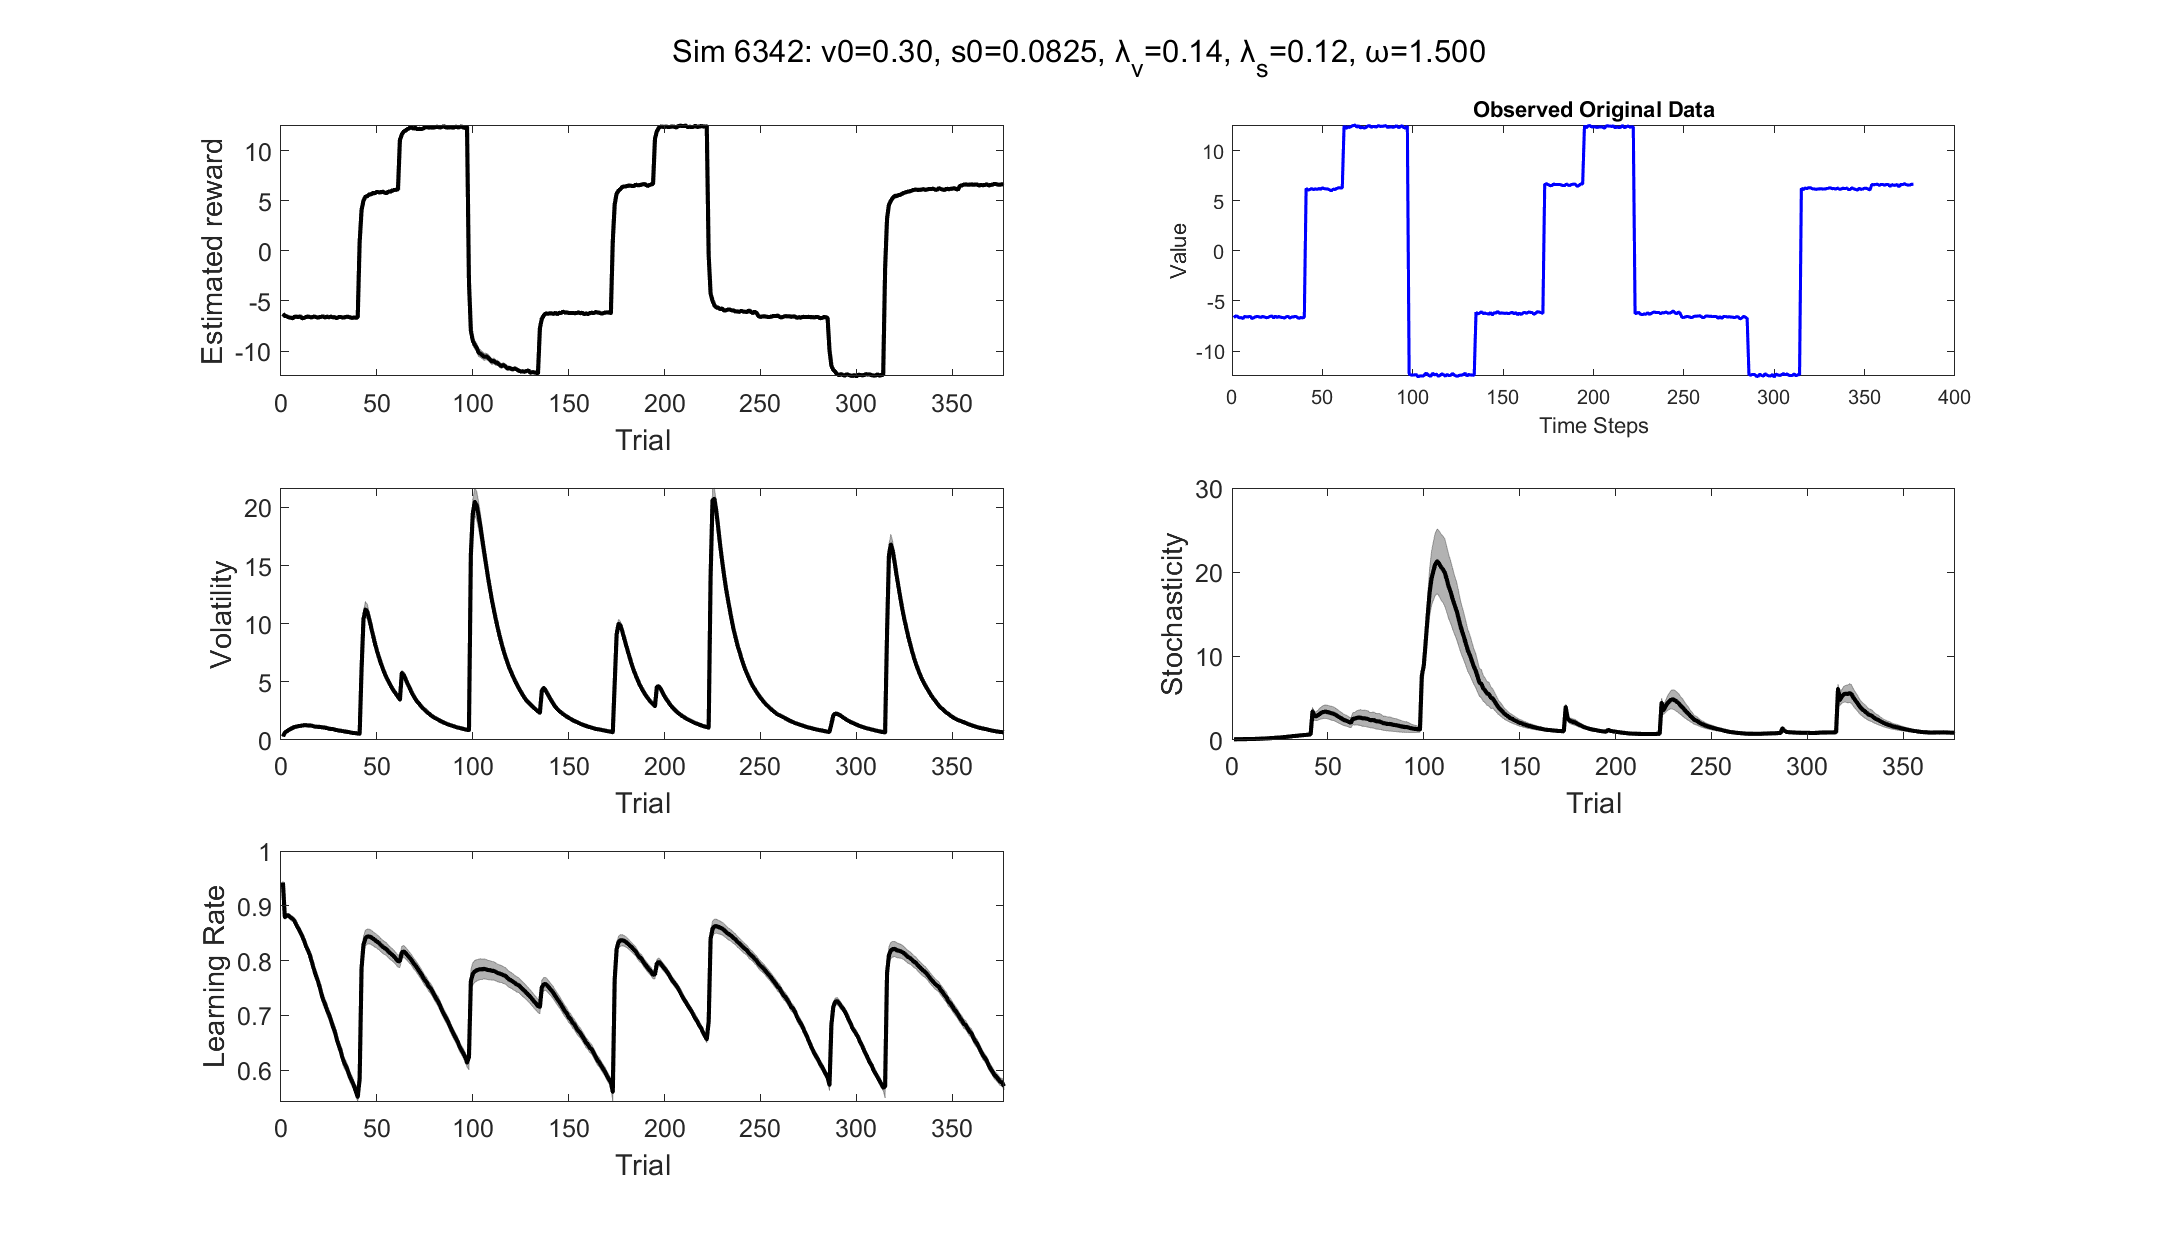 Sim 6342: v0=0.30, s0=0.0825, λ_v=0.14, λ_s=0.12, ω=1.500
Estimated reward
10
5
0
-5
-10
0 50 100 150 200 250 300 350
Trial
Observed Original Data
Value
10
5
0
-5
-10
0 50 100 150 200 250 300 350 400
Time Steps
Volatility
20
15
10
5
0
0 50 100 150 200 250 300 350
Trial
Stochasticity
30
20
10
0
0 50 100 150 200 250 300 350
Trial
Learning Rate
1
0.9
0.8
0.7
0.6
0 50 100 150 200 250 300 350
Trial